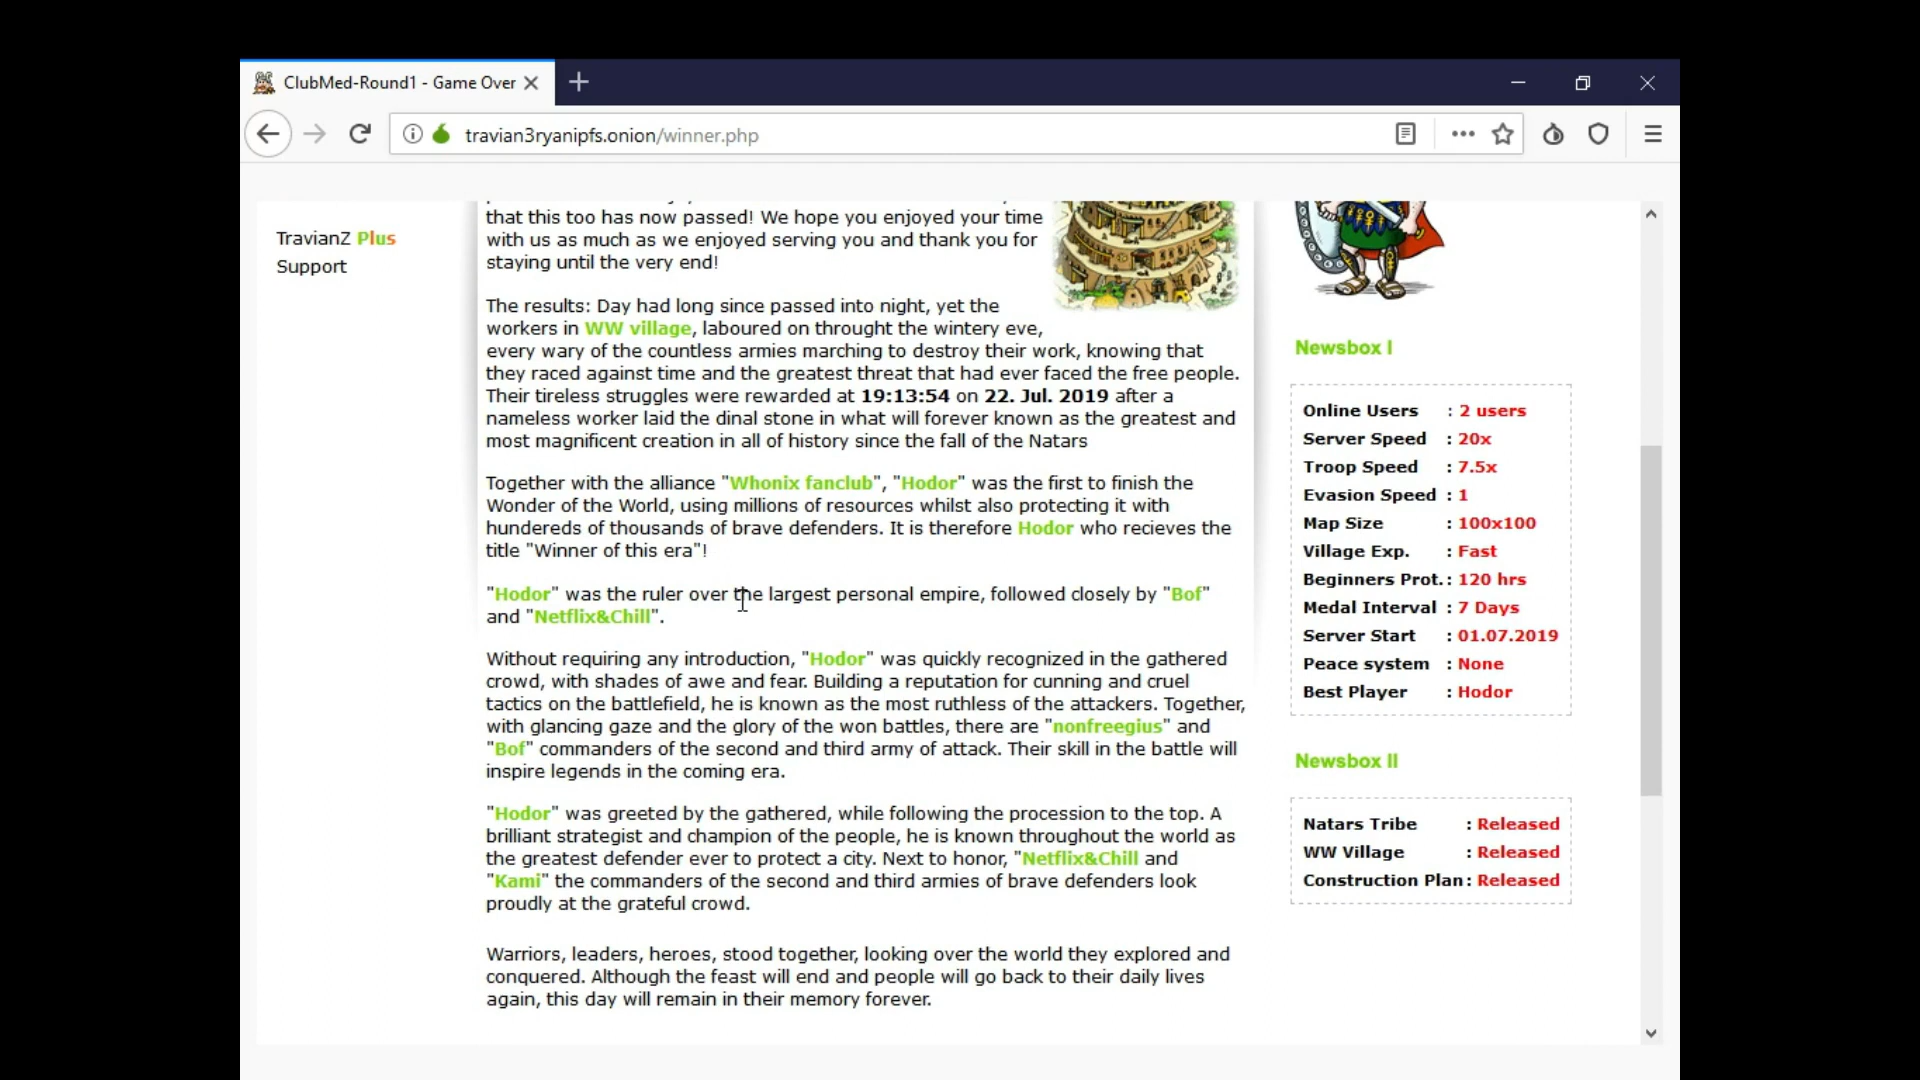 ClubMed-Round1 - Game Over
travian3ryanipfs.onion/winner.php
TravianZ Plus
Support
that this too has now passed! We hope you enjoyed your time
with us as much as we enjoyed serving you and thank you for
staying until the very end!
The results: Day had long since passed into night, yet the
workers in WW village, laboured on throught the wintery eve,
every wary of the countless armies marching to destroy their work, knowing that
they raced against time and the greatest threat that had ever faced the free people.
Their tireless struggles were rewarded at 19:13:54 on 22. Jul. 2019 after a
nameless worker laid the dinal stone in what will forever known as the greatest and
most magnificent creation in all of history since the fall of the Natars
Together with the alliance "Whonix fanclub", "Hodor" was the first to finish the
Wonder of the World, using millions of resources whilst also protecting it with
hundereds of thousands of brave defenders. It is therefore Hodor who recieves the
title "Winner of this era"!
"Hodor" was the ruler over the largest personal empire, followed closely by "Bof"
and "Netflix&Chill".
Without requiring any introduction, "Hodor" was quickly recognized in the gathered
crowd, with shades of awe and fear. Building a reputation for cunning and cruel
tactics on the battlefield, he is known as the most ruthless of the attackers. Together,
with glancing gaze and the glory of the won battles, there are "nonfreegius" and
"Bof" commanders of the second and third army of attack. Their skill in the battle will
inspire legends in the coming era.
"Hodor" was greeted by the gathered, while following the procession to the top. A
brilliant strategist and champion of the people, he is known throughout the world as
the greatest defender ever to protect a city. Next to honor, "Netflix&Chill and
"Kami" the commanders of the second and third armies of brave defenders look
proudly at the grateful crowd.
Warriors, leaders, heroes, stood together, looking over the world they explored and
conquered. Although the feast will end and people will go back to their daily lives
again, this day will remain in their memory forever.
Newsbox I
Online Users : 2 users
Server Speed : 20x
Troop Speed : 7.5x
Evasion Speed : 1
Map Size : 100x100
Village Exp. : Fast
Beginners Prot. : 120 hrs
Medal Interval : 7 Days
Server Start : 01.07.2019
Peace system : None
Best Player : Hodor
Newsbox II
Natars Tribe : Released
WW Village : Released
Construction Plan : Released